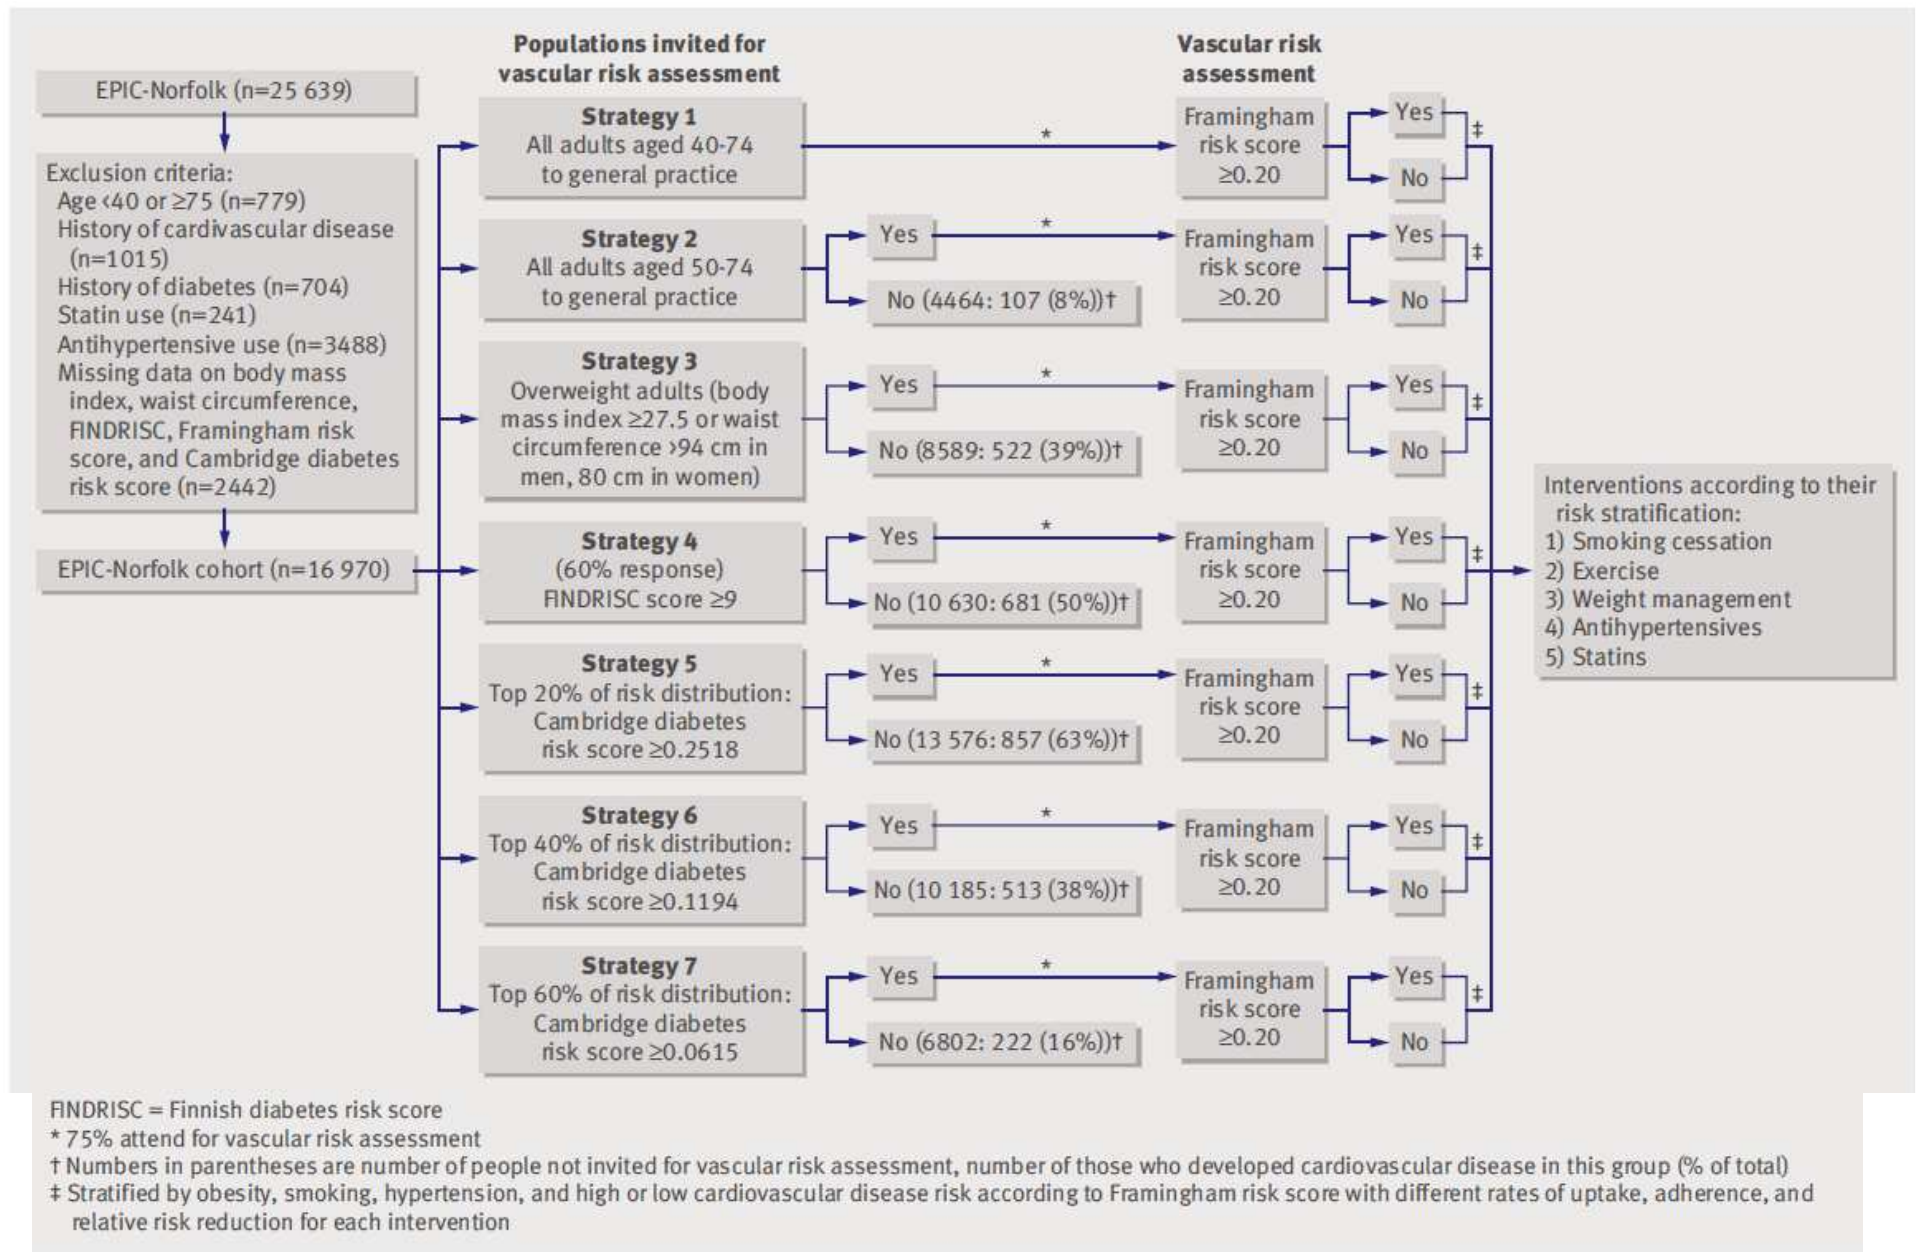 EPIC-Norfolk (n=25 639)
Exclusion criteria:
Age <40 or ≥75 (n=779)
History of cardivascular disease
(n=1015)
History of diabetes (n=704)
Statin use (n=241)
Antihypertensive use (n=3488)
Missing data on body mass
index, waist circumference,
FINDRISC, Framingham risk
score, and Cambridge diabetes
risk score (n=2442)
EPIC-Norfolk cohort (n=16 970)
Populations invited for
vascular risk assessment
Vascular risk
assessment
Strategy 1
All adults aged 40-74
to general practice
*
Framingham
risk score
≥0.20
Yes
No
‡
Strategy 2
All adults aged 50-74
to general practice
Yes
No (4464: 107 (8%))†
*
Framingham
risk score
≥0.20
Yes
No
‡
Strategy 3
Overweight adults (body
mass index ≥27.5 or waist
circumference >94 cm in
men, 80 cm in women)
Yes
No (8589: 522 (39%))†
*
Framingham
risk score
≥0.20
Yes
No
‡
Strategy 4
(60% response)
FINDRISC score ≥9
Yes
No (10 630: 681 (50%))†
*
Framingham
risk score
≥0.20
Yes
No
‡
Strategy 5
Top 20% of risk distribution:
Cambridge diabetes
risk score ≥0.2518
Yes
No (13 576: 857 (63%))†
*
Framingham
risk score
≥0.20
Yes
No
‡
Strategy 6
Top 40% of risk distribution:
Cambridge diabetes
risk score ≥0.1194
Yes
No (10 185: 513 (38%))†
*
Framingham
risk score
≥0.20
Yes
No
‡
Strategy 7
Top 60% of risk distribution:
Cambridge diabetes
risk score ≥0.0615
Yes
No (6802: 222 (16%))†
*
Framingham
risk score
≥0.20
Yes
No
‡
Interventions according to their
risk stratification:
1) Smoking cessation
2) Exercise
3) Weight management
4) Antihypertensives
5) Statins
FINDRISC = Finnish diabetes risk score
* 75% attend for vascular risk assessment
† Numbers in parentheses are number of people not invited for vascular risk assessment, number of those who developed cardiovascular disease in this group (% of total)
‡ Stratified by obesity, smoking, hypertension, and high or low cardiovascular disease risk according to Framingham risk score with different rates of uptake, adherence, and
relative risk reduction for each intervention